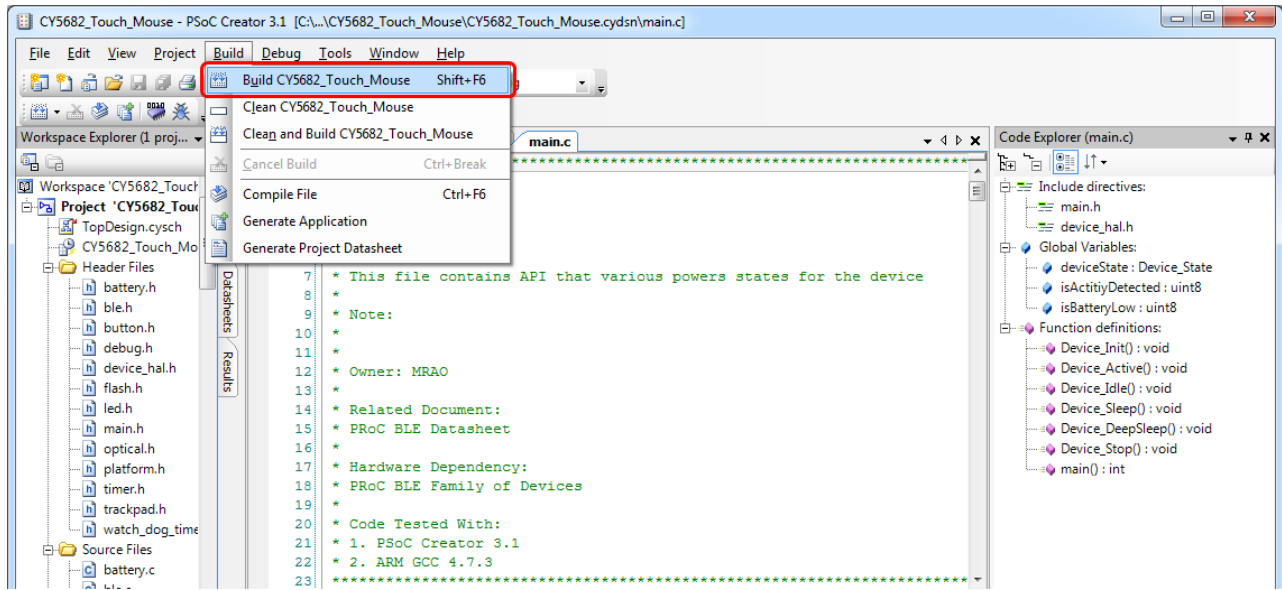 CY5682_Touch_Mouse - PSoC Creator 3.1 [C:\...\CY5682_Touch_Mouse\CY5682_Touch_Mouse.cydsn\main.c]
File Edit View Project Build Debug Tools Window Help
Build CY5682_Touch_Mouse Shift+F6
Clean CY5682_Touch_Mouse
Clean and Build CY5682_Touch_Mouse
Cancel Build Ctrl+Break
Compile File Ctrl+F6
Generate Application
Generate Project Datasheet
Workspace Explorer (1 proj...
Workspace 'CY5682_Touch
Project 'CY5682_Touc
TopDesign.cysch
CY5682_Touch_Mo
Header Files
battery.h
ble.h
button.h
debug.h
device_hal.h
flash.h
led.h
main.h
optical.h
platform.h
timer.h
trackpad.h
watch_dog_time
Source Files
battery.c
Datasheets
Results
main.c
7 * This file contains API that various powers states for the device
8 *
9 * Note:
10 *
11 *
12 * Owner: MRAO
13 *
14 * Related Document:
15 * PRoC BLE Datasheet
16 *
17 * Hardware Dependency:
18 * PRoC BLE Family of Devices
19 *
20 * Code Tested With:
21 * 1. PSoC Creator 3.1
22 * 2. ARM GCC 4.7.3
23 *****************************************************************************
Code Explorer (main.c)
Include directives:
main.h
device_hal.h
Global Variables:
deviceState : Device_State
isActitiyDetected : uint8
isBatteryLow : uint8
Function definitions:
Device_Init() : void
Device_Active() : void
Device_Idle() : void
Device_Sleep() : void
Device_DeepSleep() : void
Device_Stop() : void
main() : int